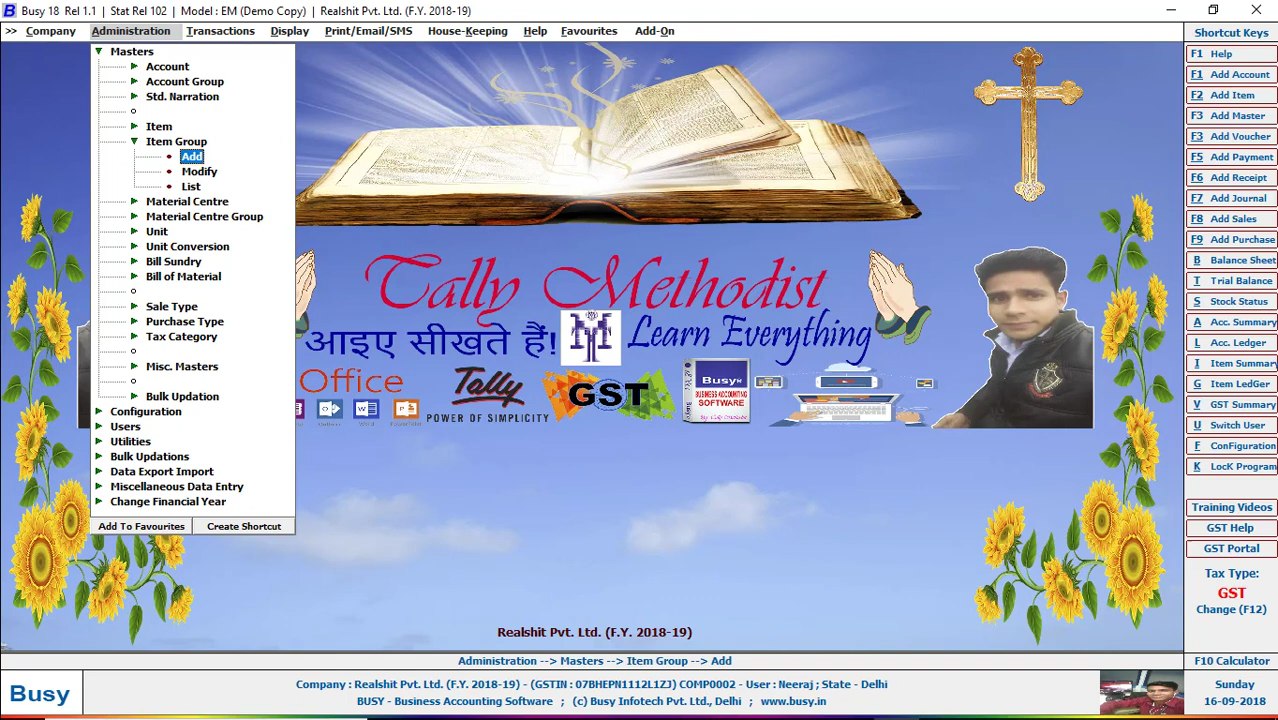 Busy 18 Rel 1.1 | Stat Rel 102 | Model : EM (Demo Copy) | Realshit Pvt. Ltd. (F.Y. 2018-19)
>> Company Administration Transactions Display Print/Email/SMS House-Keeping Help Favourites Add-On
Masters
Account
Account Group
Std. Narration
Item
Item Group
Add
Modify
List
Material Centre
Material Centre Group
Unit
Unit Conversion
Bill Sundry
Bill of Material
Sale Type
Purchase Type
Tax Category
Misc. Masters
Bulk Updation
Configuration
Users
Utilities
Bulk Updations
Data Export Import
Miscellaneous Data Entry
Change Financial Year
Add To Favourites Create Shortcut
Tally Methodist
आइए सीखते हैं! Learn Everything
Office
Tally
POWER OF SIMPLICITY
GST
Busy
BUSINESS ACCOUNTING
SOFTWARE
Realshit Pvt. Ltd. (F.Y. 2018-19)
Shortcut Keys
F1 Help
F1 Add Account
F2 Add Item
F3 Add Master
F3 Add Voucher
F5 Add Payment
F6 Add Receipt
F7 Add Journal
F8 Add Sales
F9 Add Purchase
B Balance Sheet
T Trial Balance
S Stock Status
A Acc. Summary
L Acc. Ledger
I Item Summar
G Item LedGer
V GST Summary
U Switch User
F ConFiguration
K LocK Program
Training Videos
GST Help
GST Portal
Tax Type:
GST
Change (F12)
Administration --> Masters --> Item Group --> Add
F10 Calculator
Busy
Company : Realshit Pvt. Ltd. (F.Y. 2018-19) - (GSTIN : 07BHEPN1112L1ZJ) COMP0002 - User : Neeraj ; State - Delhi
BUSY - Business Accounting Software ; (c) Busy Infotech Pvt. Ltd., Delhi ; www.busy.in
Sunday
16-09-2018